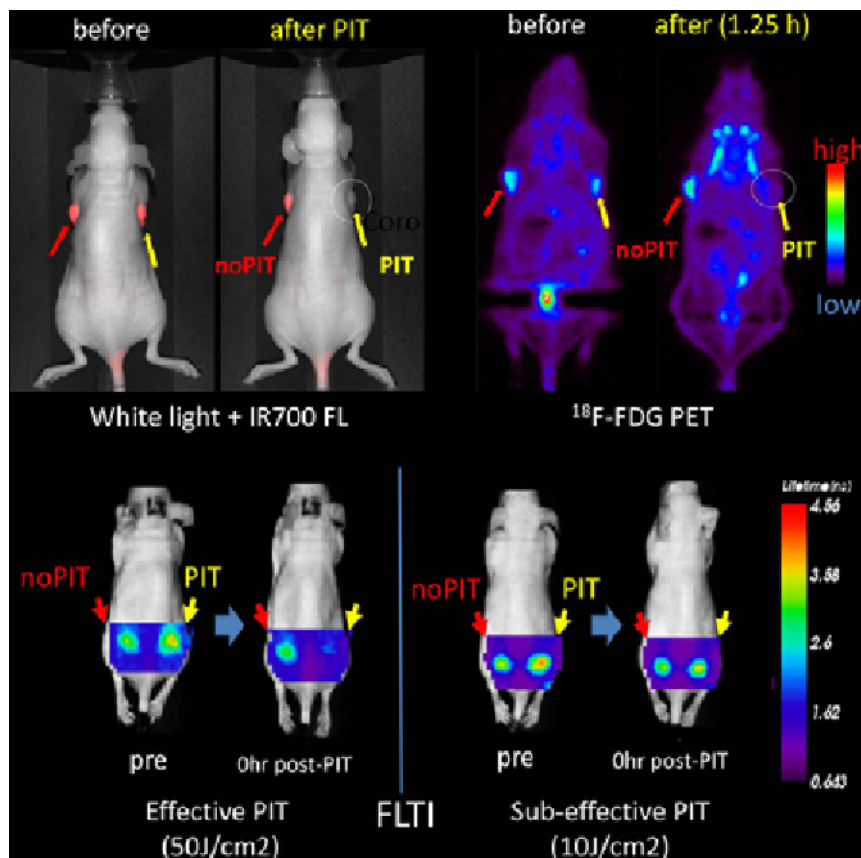 before
after PIT
before
after (1.25 h)
noPIT
Coro
PIT
noPIT
PIT
high
low
White light + IR700 FL
18F-FDG PET
noPIT
PIT
noPIT
PIT
Lifetime(ns)
4.56
3.58
2.6
1.62
0.643
pre
0hr post-PIT
pre
0hr post-PIT
Effective PIT
(50J/cm2)
FLTI
Sub-effective PIT
(10J/cm2)